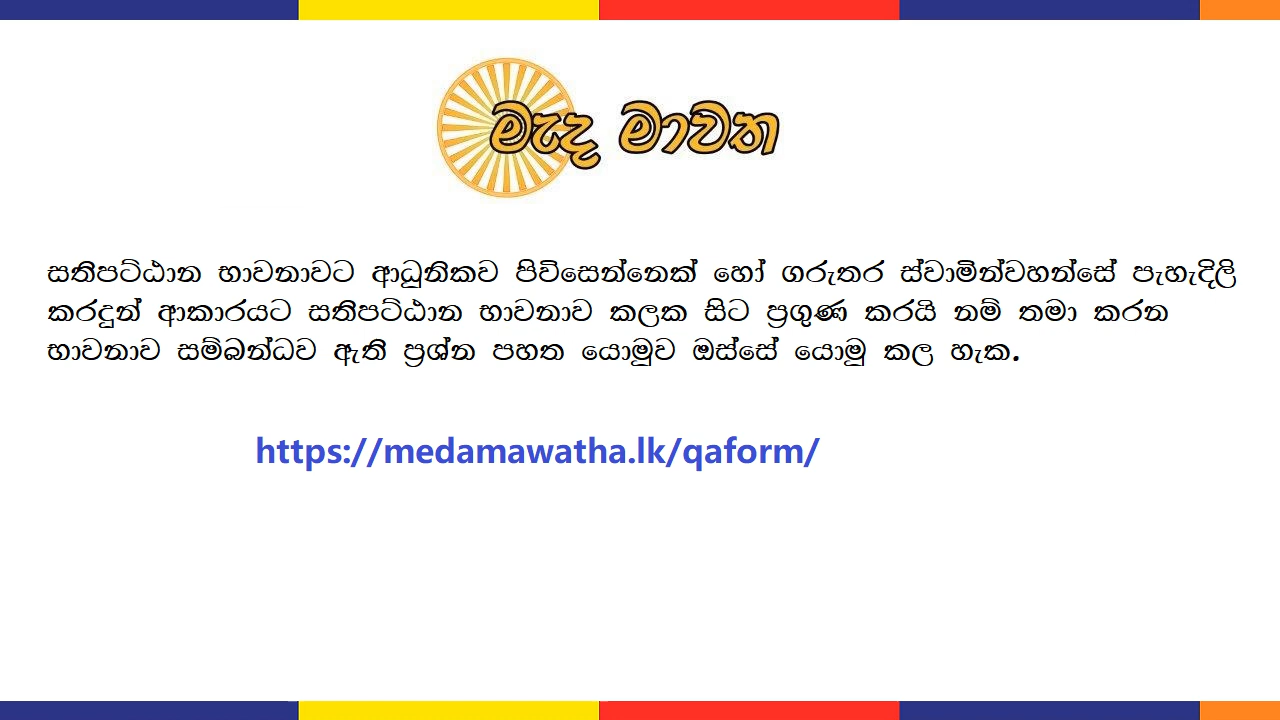 මැද මාවත
සතිපට්ඨාන භාවනාවට ආධුනිකව පිවිසෙන්නෙක් හෝ ගරුතර ස්වාමින්වහන්සේ පැහැදිලි
කරදුන් ආකාරයට සතිපට්ඨාන භාවනාව කලක සිට ප්‍රගුණ කරයි නම් තමා කරන
භාවනාව සම්බන්ධව ඇති ප්‍රශ්න පහත යොමුව ඔස්සේ යොමු කල හැක.
https://medamawatha.lk/qaform/